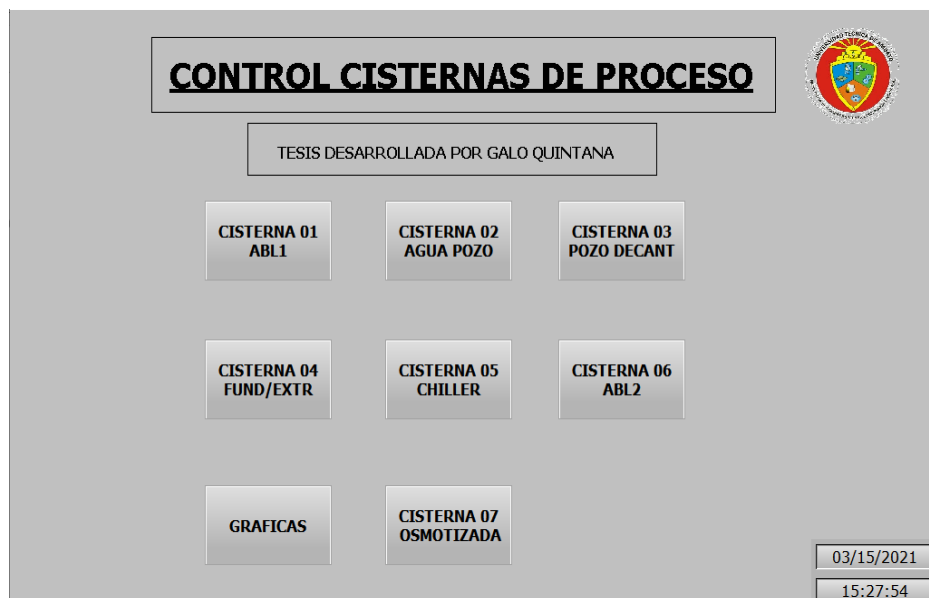 CONTROL CISTERNAS DE PROCESO
TESIS DESARROLLADA POR GALO QUINTANA
CISTERNA 01
ABL1
CISTERNA 02
AGUA POZO
CISTERNA 03
POZO DECANT
CISTERNA 04
FUND/EXTR
CISTERNA 05
CHILLER
CISTERNA 06
ABL2
GRAFICAS
CISTERNA 07
OSMOTIZADA
03/15/2021
15:27:54